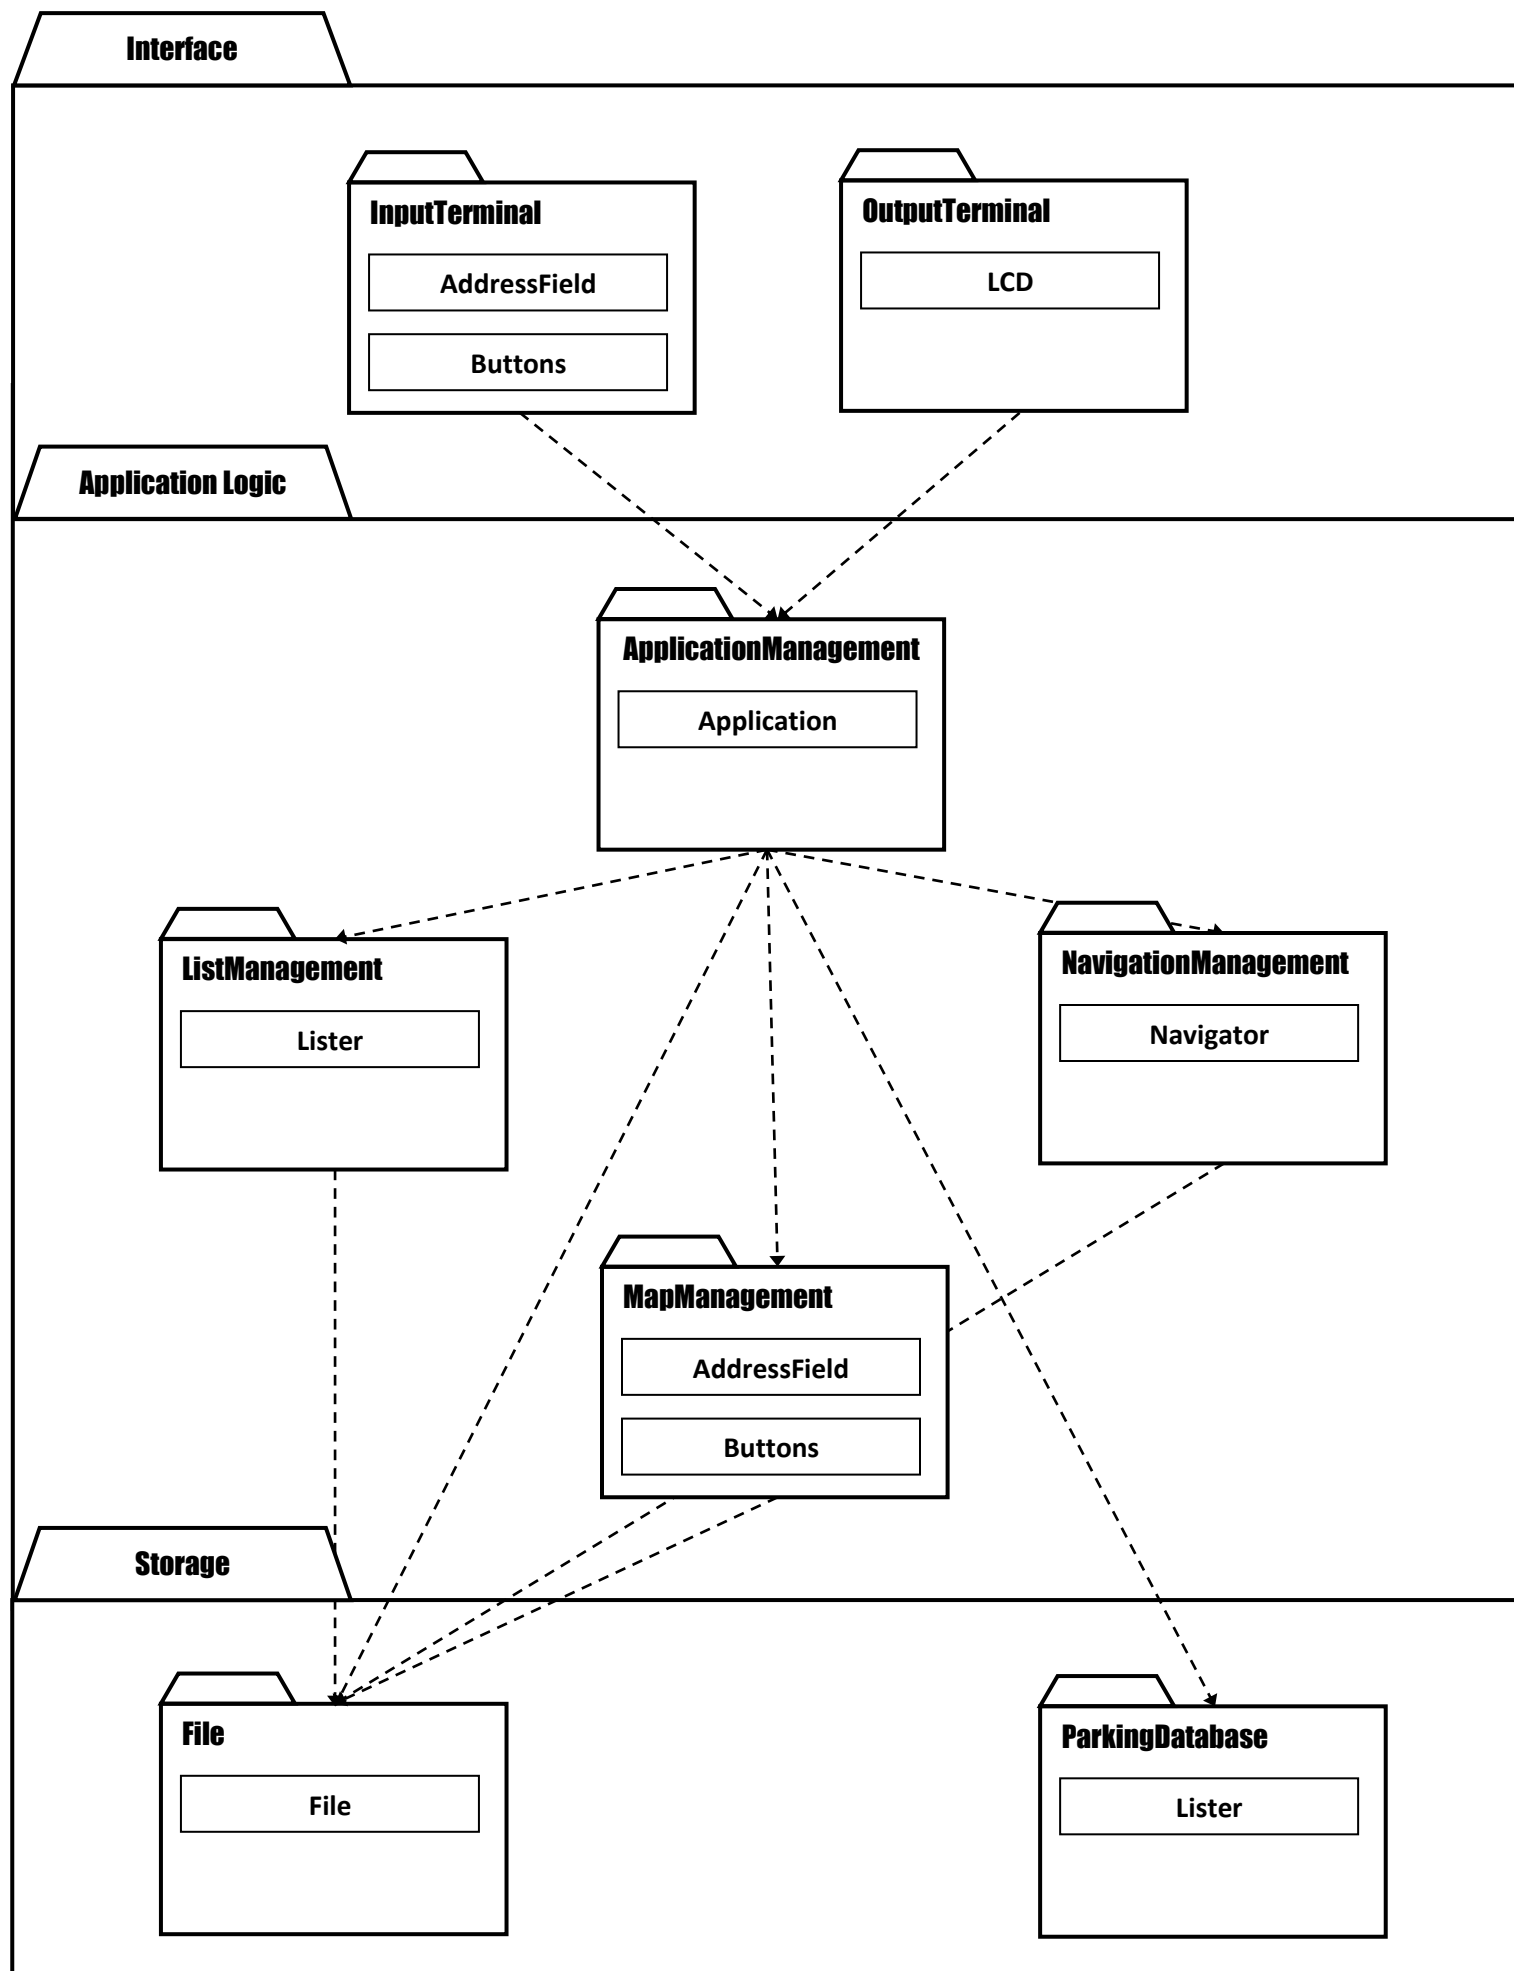 Interface
InputTerminal
AddressField
Buttons
OutputTerminal
LCD
Application Logic
ApplicationManagement
Application
ListManagement
Lister
NavigationManagement
Navigator
MapManagement
AddressField
Buttons
Storage
File
File
ParkingDatabase
Lister